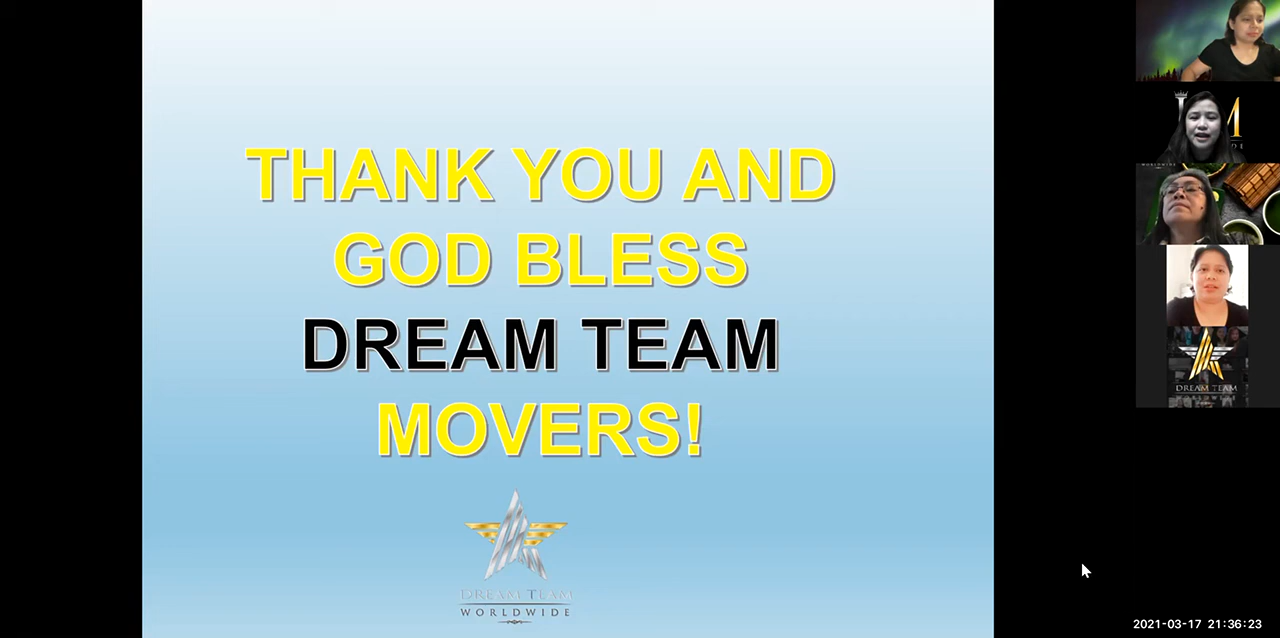 THANK YOU AND
GOD BLESS
DREAM TEAM
MOVERS!
DREAM TEAM
WORLDWIDE
DREAM TEAM
2021-03-17 21:36:23